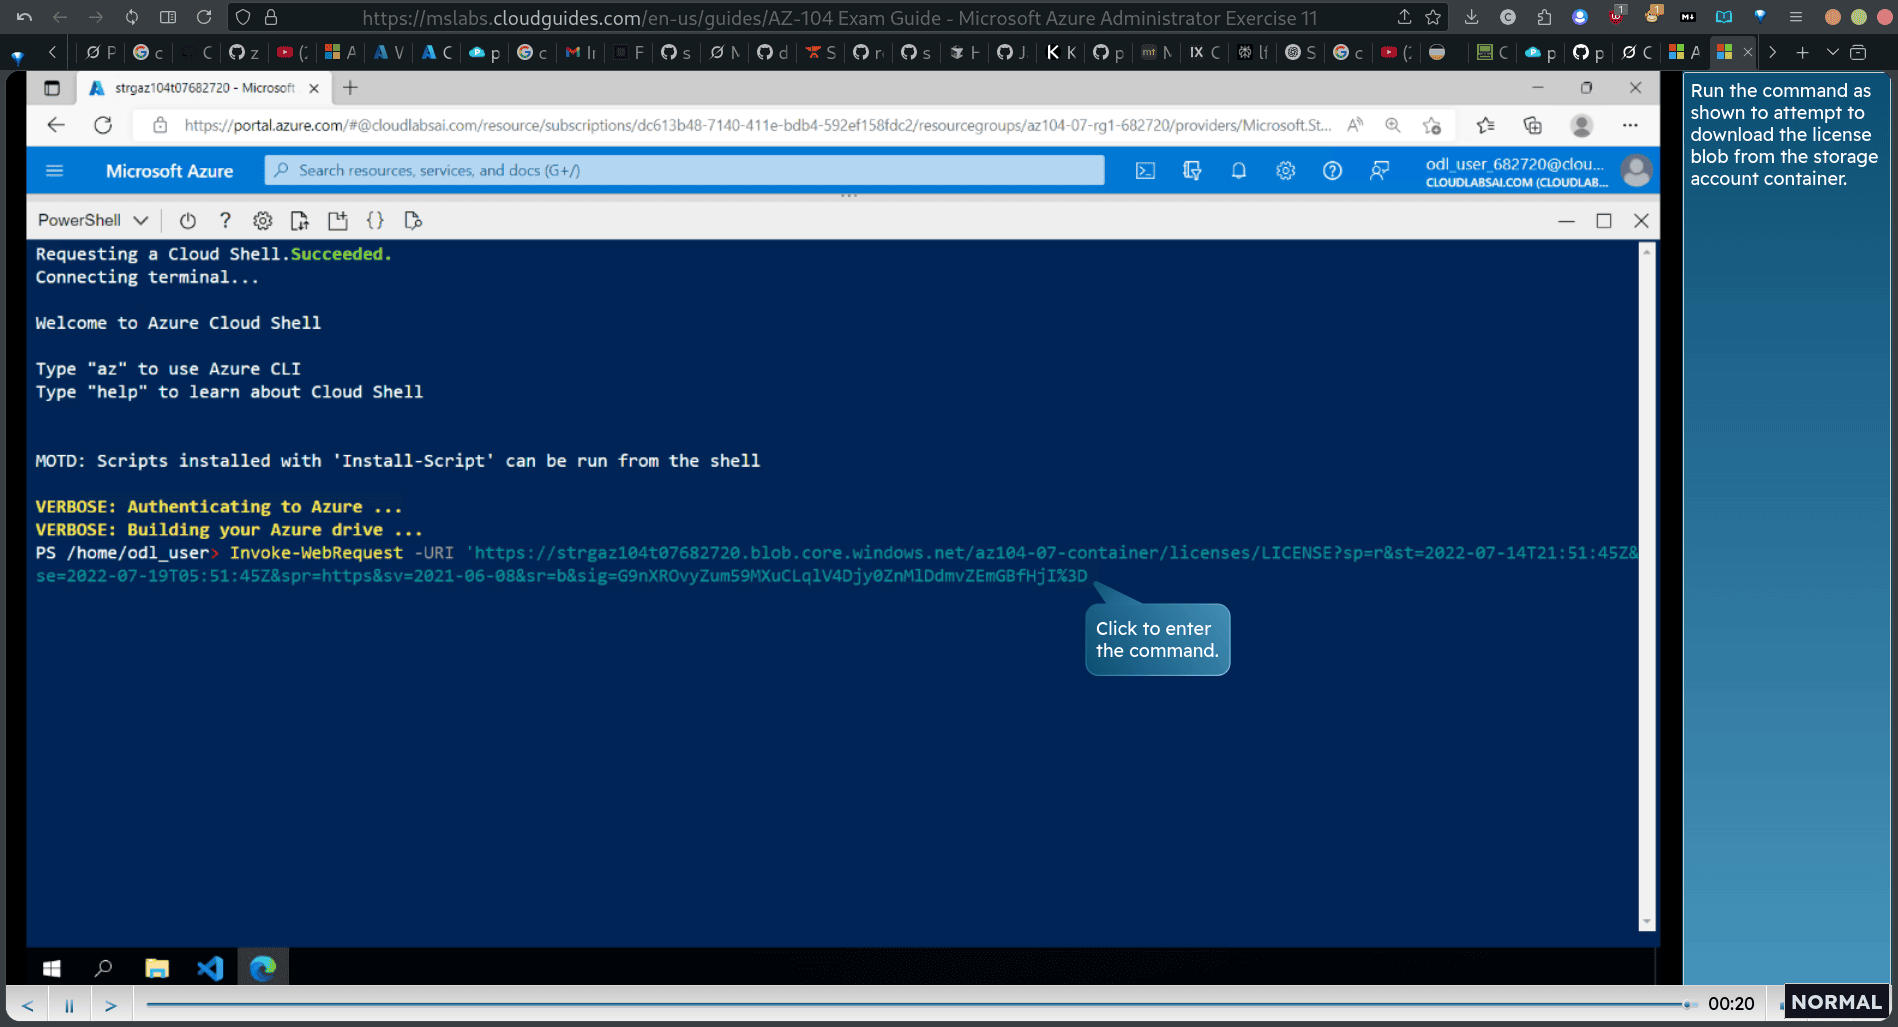 https://mslabs.cloudguides.com/en-us/guides/AZ-104 Exam Guide - Microsoft Azure Administrator Exercise 11
strgaz104t07682720 - Microsoft
https://portal.azure.com/#@cloudlabsai.com/resource/subscriptions/dc613b48-7140-411e-bdb4-592ef158fdc2/resourcegroups/az104-07-rg1-682720/providers/Microsoft.St...
Microsoft Azure
Search resources, services, and docs (G+/)
odl_user_682720@clou...
CLOUDLABSAI.COM (CLOUDLAB...
PowerShell
Requesting a Cloud Shell.Succeeded.
Connecting terminal...
Welcome to Azure Cloud Shell
Type "az" to use Azure CLI
Type "help" to learn about Cloud Shell
MOTD: Scripts installed with 'Install-Script' can be run from the shell
VERBOSE: Authenticating to Azure ...
VERBOSE: Building your Azure drive ...
PS /home/odl_user> Invoke-WebRequest -URI 'https://strgaz104t07682720.blob.core.windows.net/az104-07-container/licenses/LICENSE?sp=r&st=2022-07-14T21:51:45Z&
se=2022-07-19T05:51:45Z&spr=https&sv=2021-06-08&sr=b&sig=G9nXROvyZum59MXuCLqlV4Djy0ZnMlDdmvZEmGBfHjI%3D
Click to enter
the command.
Run the command as
shown to attempt to
download the license
blob from the storage
account container.
00:20
NORMAL